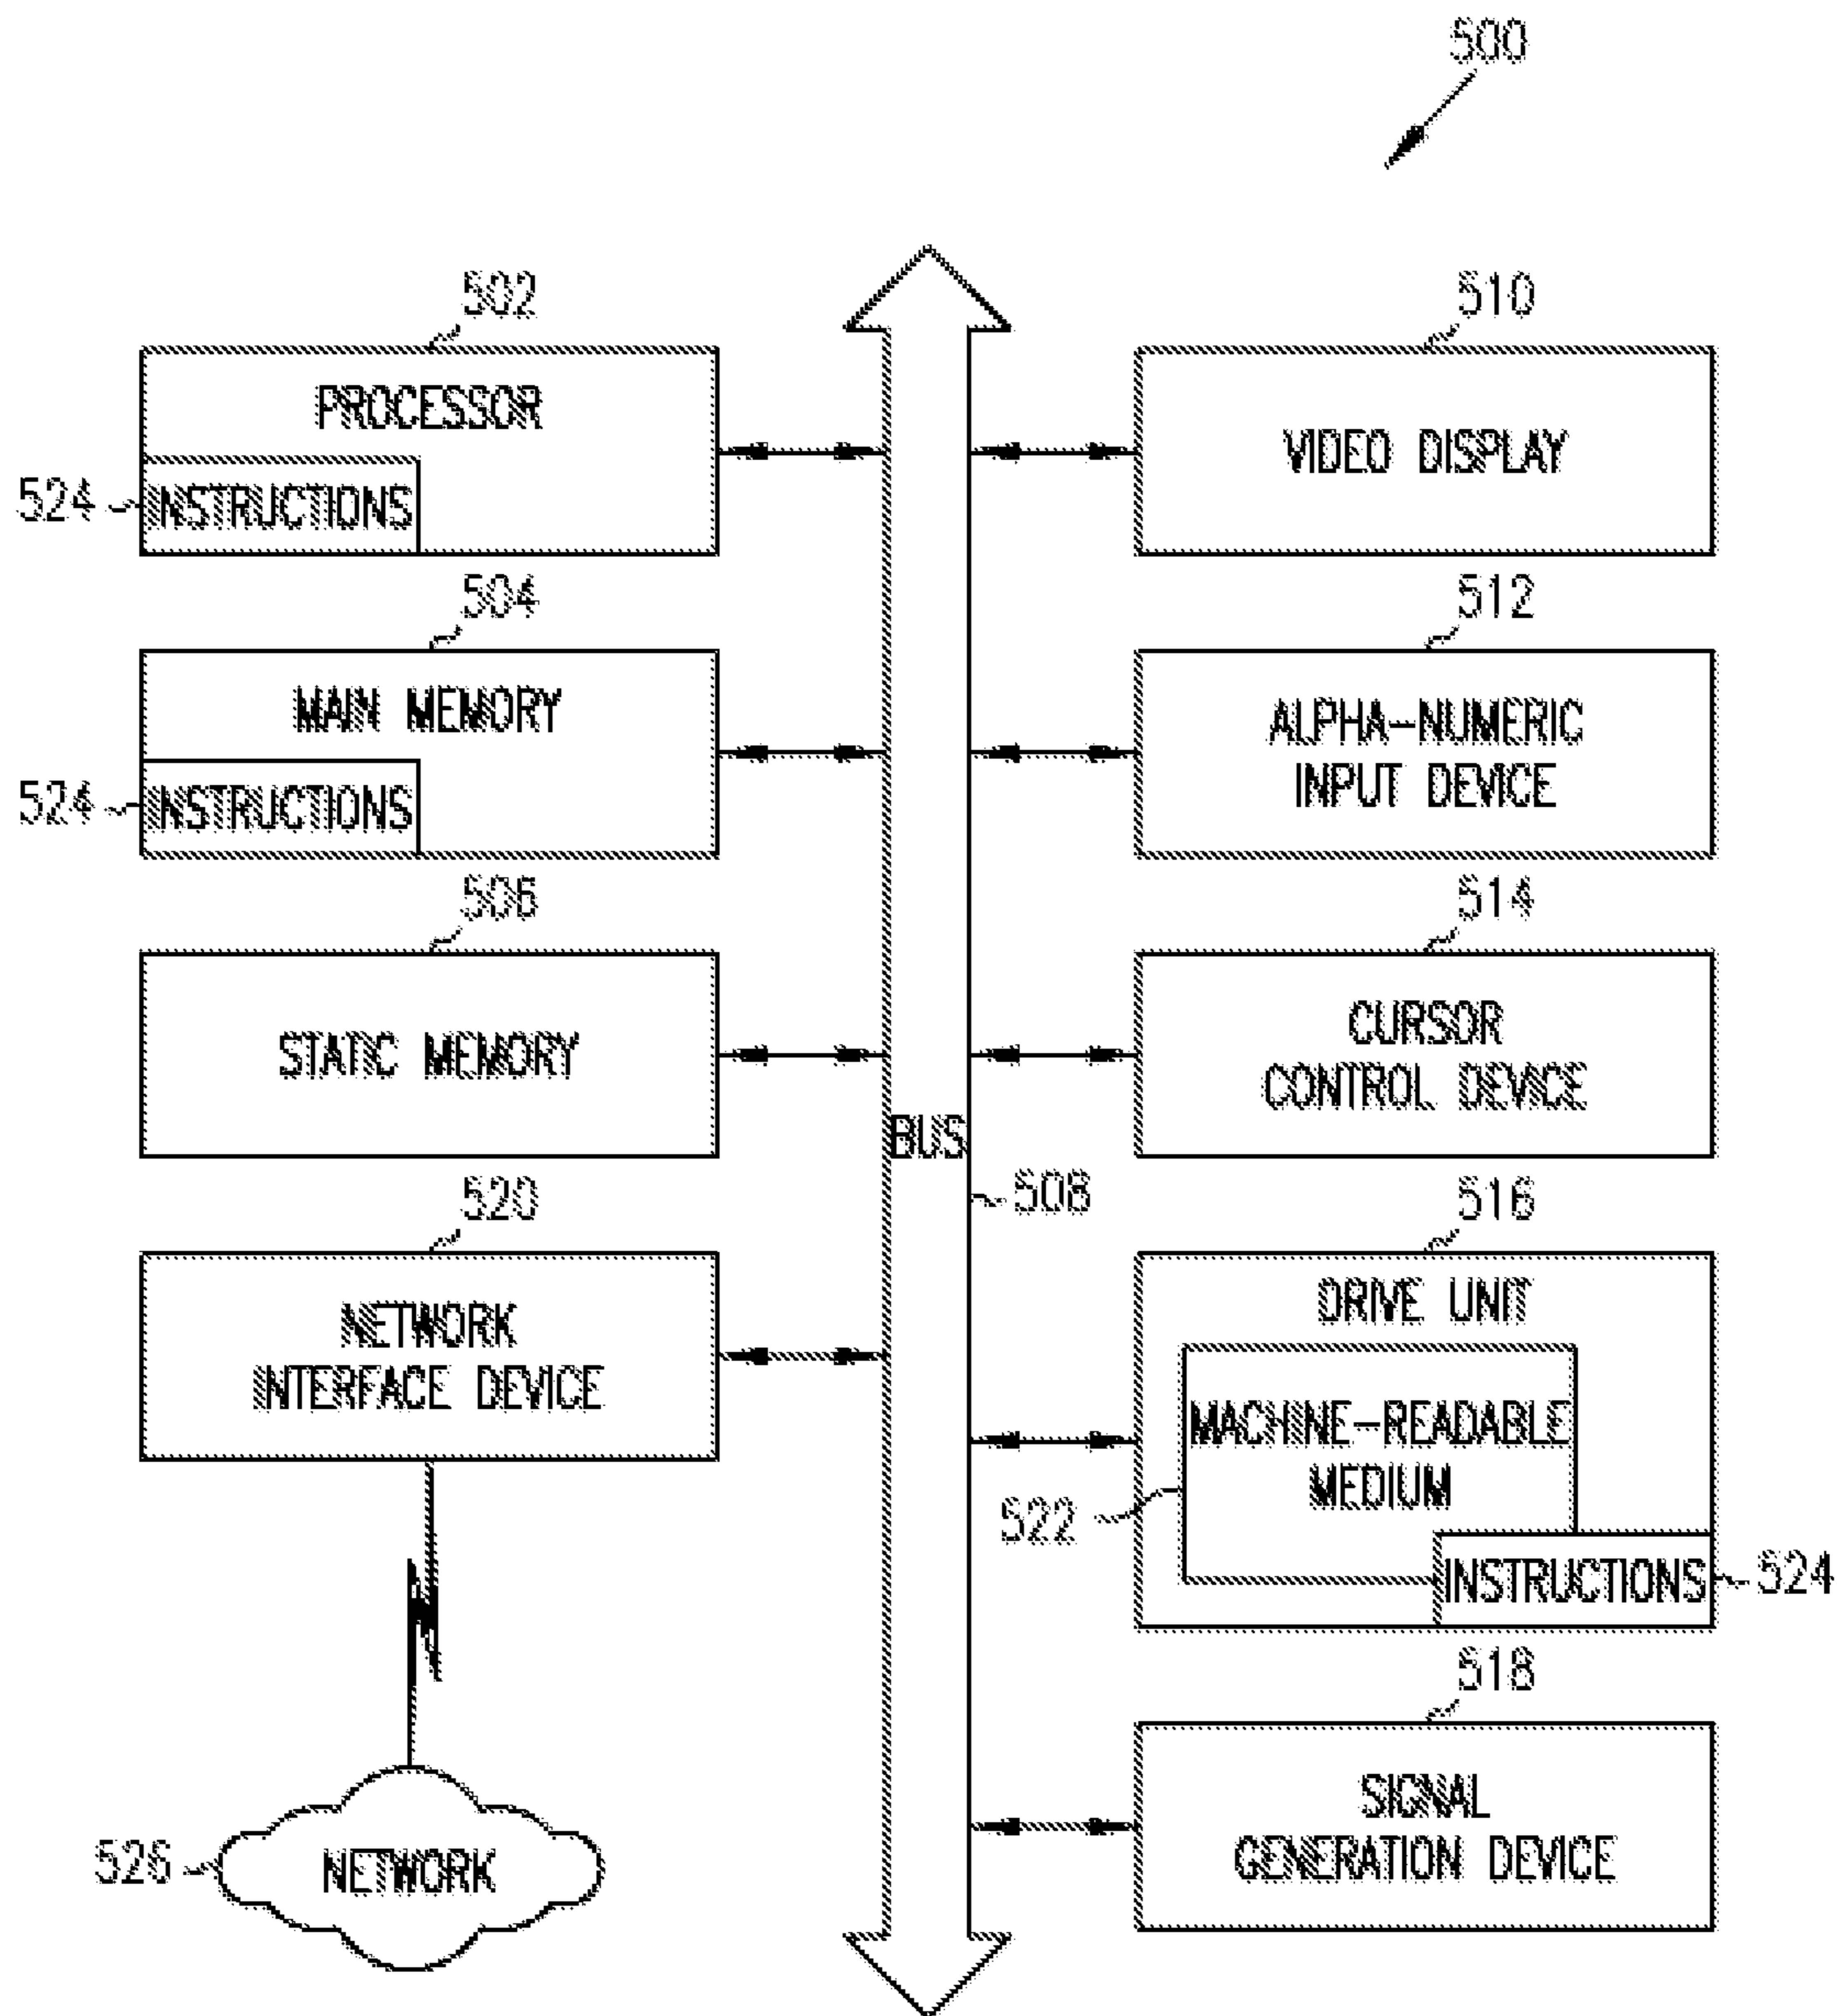 500
502
PROCESSOR
524
INSTRUCTIONS
504
MAIN MEMORY
524
INSTRUCTIONS
506
STATIC MEMORY
520
NETWORK
INTERFACE DEVICE
526
NETWORK
BUS
508
510
VIDEO DISPLAY
512
ALPHA-NUMERIC
INPUT DEVICE
514
CURSOR
CONTROL DEVICE
516
DRIVE UNIT
MACHINE-READABLE
MEDIUM
522
INSTRUCTIONS
524
518
SIGNAL
GENERATION DEVICE